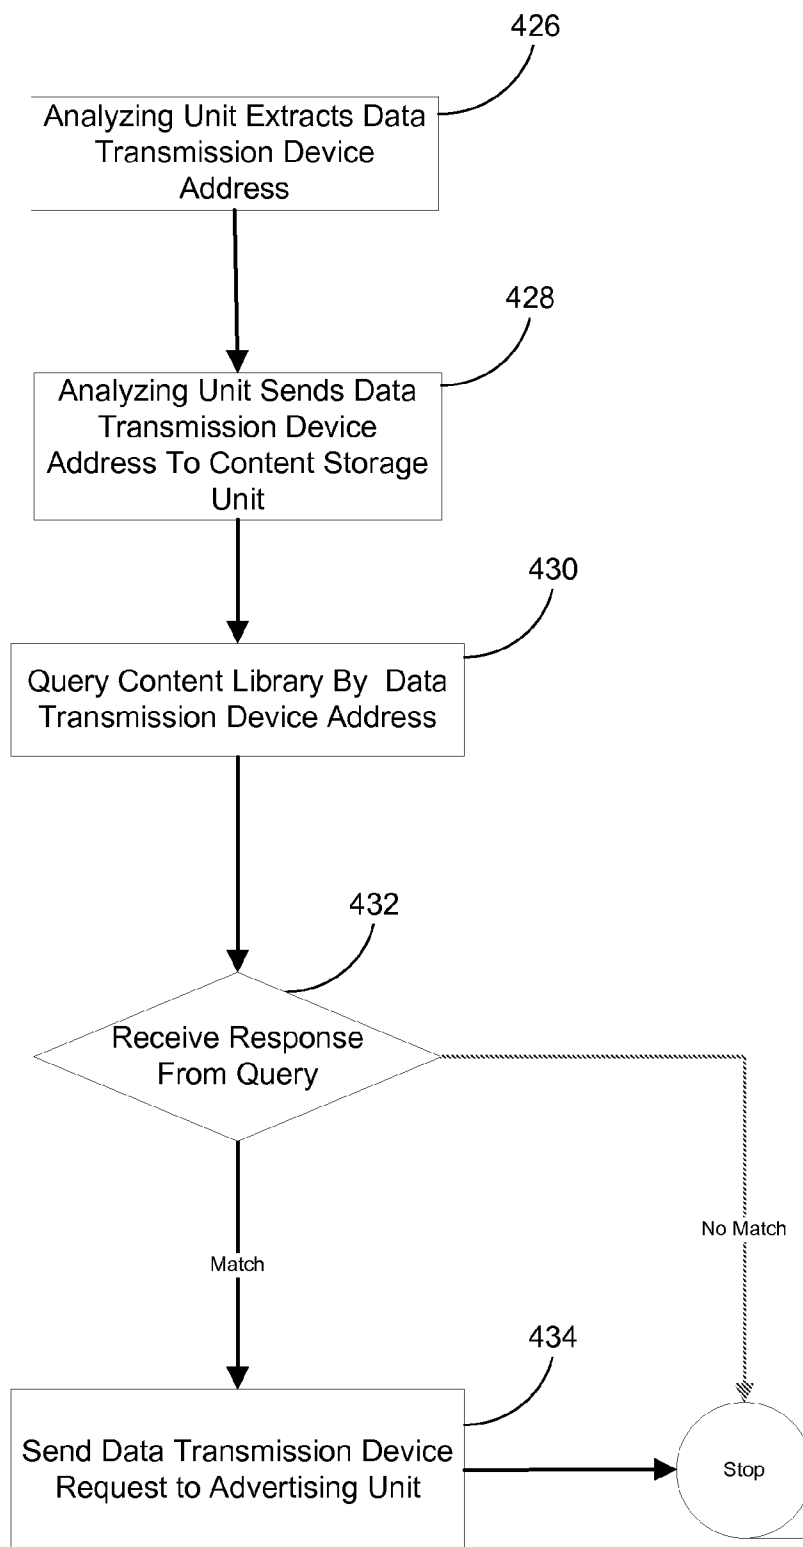 426
Analyzing Unit Extracts Data
Transmission Device
Address
428
Analyzing Unit Sends Data
Transmission Device
Address To Content Storage
Unit
430
Query Content Library By Data
Transmission Device Address
432
Receive Response
From Query
No Match
Match
434
Send Data Transmission Device
Request to Advertising Unit
Stop